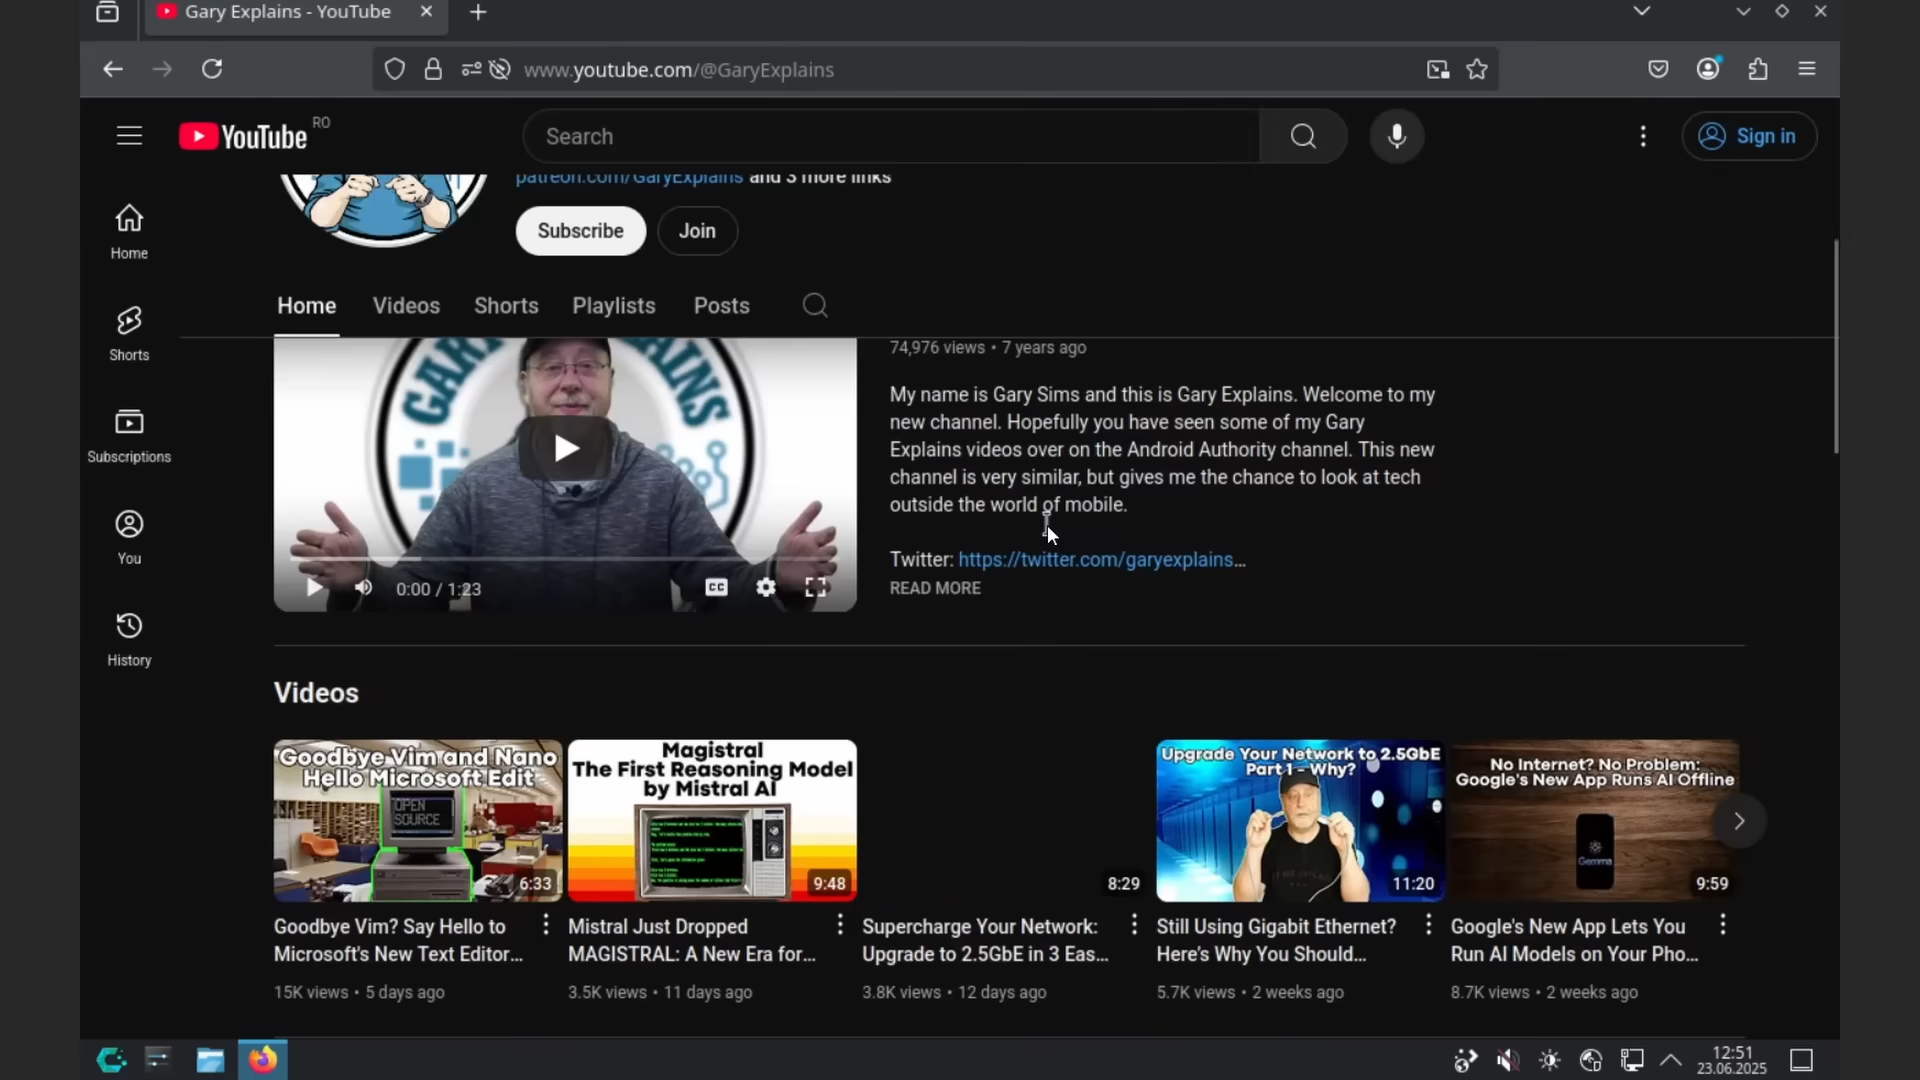 Gary Explains - YouTube
www.youtube.com/@GaryExplains
YouTube RO
Search
Sign in
patreon.com/GaryExplains and 3 more links
Subscribe
Join
Home
Shorts
Subscriptions
You
History
Home
Videos
Shorts
Playlists
Posts
GARY EXPLAINS
0:00 / 1:23
CC
74,976 views • 7 years ago
My name is Gary Sims and this is Gary Explains. Welcome to my
new channel. Hopefully you have seen some of my Gary
Explains videos over on the Android Authority channel. This new
channel is very similar, but gives me the chance to look at tech
outside the world of mobile.
Twitter: https://twitter.com/garyexplains...
READ MORE
Videos
Goodbye Vim and Nano
Hello Microsoft Edit
OPEN
SOURCE
6:33
Goodbye Vim? Say Hello to
Microsoft's New Text Editor...
15K views • 5 days ago
Magistral
The First Reasoning Model
by Mistral AI
9:48
Mistral Just Dropped
MAGISTRAL: A New Era for...
3.5K views • 11 days ago
8:29
Supercharge Your Network:
Upgrade to 2.5GbE in 3 Eas...
3.8K views • 12 days ago
Upgrade Your Network to 2.5GbE
Part 1 - Why?
11:20
Still Using Gigabit Ethernet?
Here's Why You Should...
5.7K views • 2 weeks ago
No Internet? No Problem:
Google's New App Runs AI Offline
Gemma
9:59
Google's New App Lets You
Run AI Models on Your Pho...
8.7K views • 2 weeks ago
12:51
23.06.2025